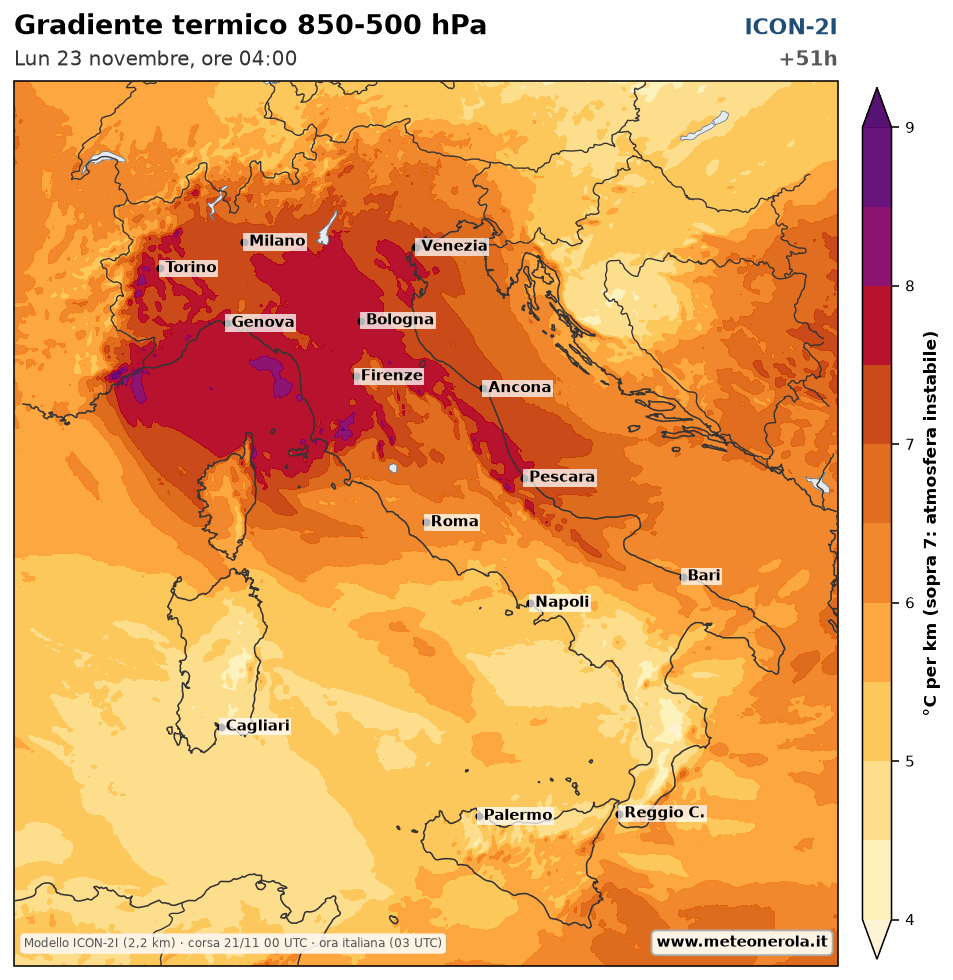 Gradiente termico 850-500 hPa
ICON-2I
Lun 23 novembre, ore 04:00
+51h
9
8
7
6
5
4
°C per km (sopra 7: atmosfera instabile)
Milano
Venezia
Torino
Genova
Bologna
Firenze
Ancona
Pescara
Roma
Bari
Napoli
Cagliari
Palermo
Reggio C.
Modello ICON-2I (2,2 km) · corsa 21/11 00 UTC · ora italiana (03 UTC)
www.meteonerola.it